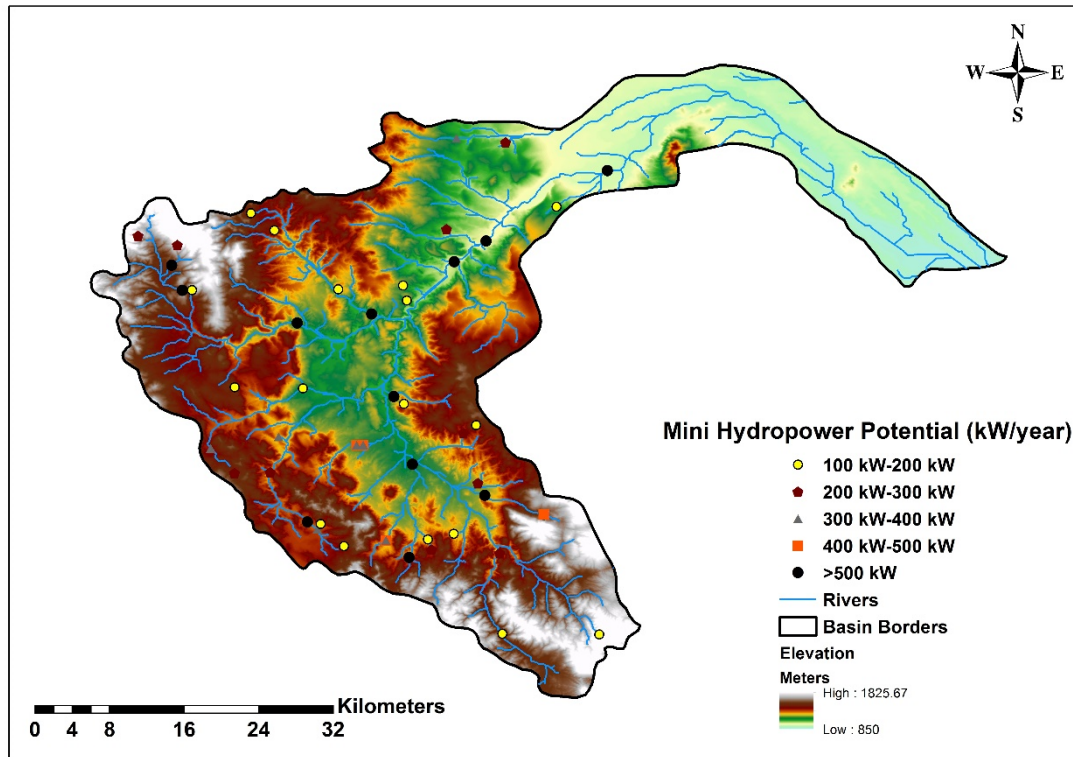 N
W E
S
Mini Hydropower Potential (kW/year)
100 kW-200 kW
200 kW-300 kW
300 kW-400 kW
400 kW-500 kW
>500 kW
Rivers
Basin Borders
Elevation
Meters
High : 1825.67
Low : 850
Kilometers
0 4 8 16 24 32